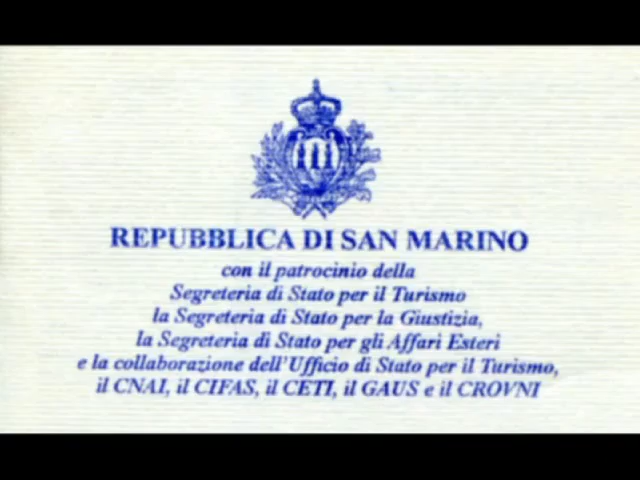 REPUBBLICA DI SAN MARINO
con il patrocinio della
Segreteria di Stato per il Turismo
la Segreteria di Stato per la Giustizia,
la Segreteria di Stato per gli Affari Esteri
e la collaborazione dell'Ufficio di Stato per il Turismo,
il CNAI, il CIFAS, il CETI, il GAUS e il CROVNI